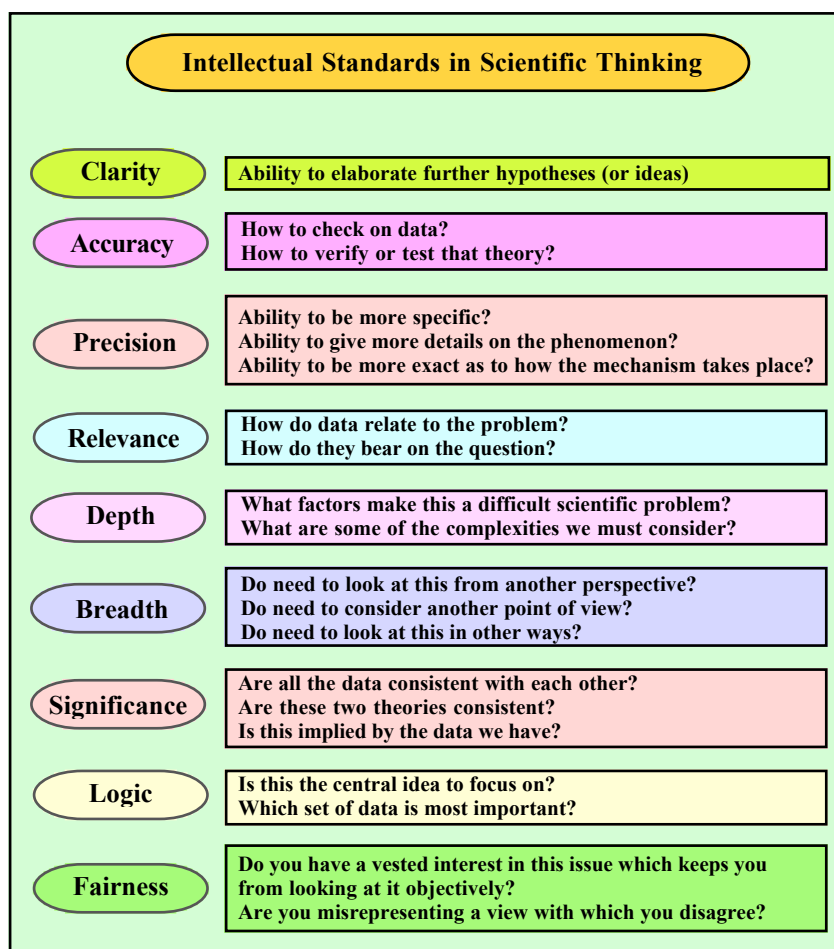 Intellectual Standards in Scientific Thinking
Clarity
Ability to elaborate further hypotheses (or ideas)
Accuracy
How to check on data?
How to verify or test that theory?
Precision
Ability to be more specific?
Ability to give more details on the phenomenon?
Ability to be more exact as to how the mechanism takes place?
Relevance
How do data relate to the problem?
How do they bear on the question?
Depth
What factors make this a difficult scientific problem?
What are some of the complexities we must consider?
Breadth
Do need to look at this from another perspective?
Do need to consider another point of view?
Do need to look at this in other ways?
Significance
Are all the data consistent with each other?
Are these two theories consistent?
Is this implied by the data we have?
Logic
Is this the central idea to focus on?
Which set of data is most important?
Fairness
Do you have a vested interest in this issue which keeps you
from looking at it objectively?
Are you misrepresenting a view with which you disagree?